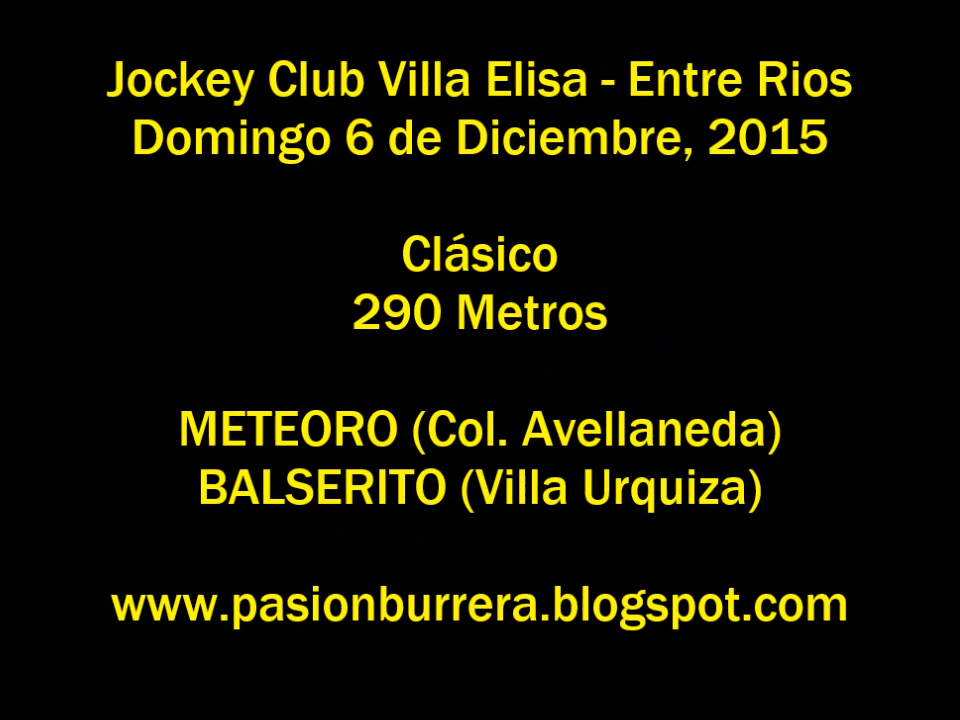 Jockey Club Villa Elisa - Entre Rios
Domingo 6 de Diciembre, 2015
Clásico
290 Metros
METEORO (Col. Avellaneda)
BALSERITO (Villa Urquiza)
www.pasionburrera.blogspot.com